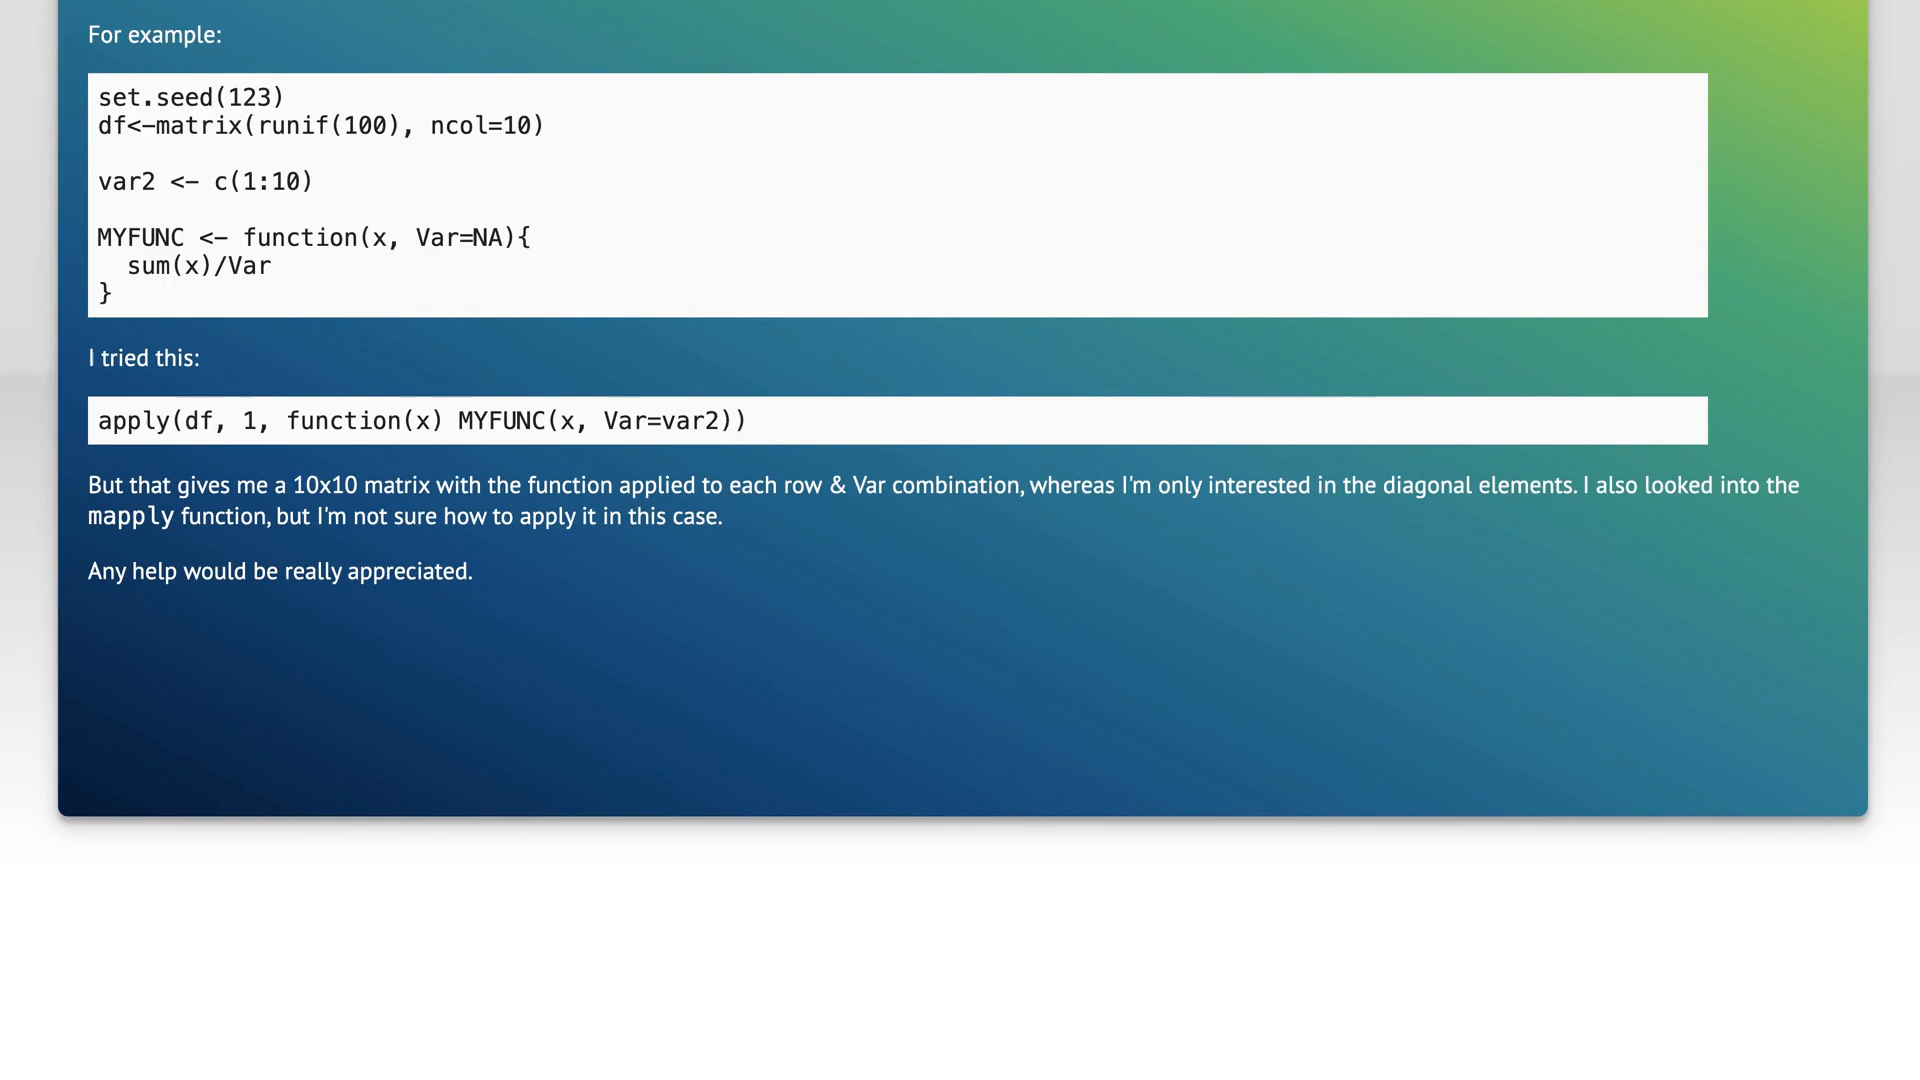 For example:
set.seed(123)
df<-matrix(runif(100), ncol=10)
var2 <- c(1:10)
MYFUNC <- function(x, Var=NA){
  sum(x)/Var
}
I tried this:
apply(df, 1, function(x) MYFUNC(x, Var=var2))
But that gives me a 10x10 matrix with the function applied to each row & Var combination, whereas I'm only interested in the diagonal elements. I also looked into the
mapply function, but I'm not sure how to apply it in this case.
Any help would be really appreciated.